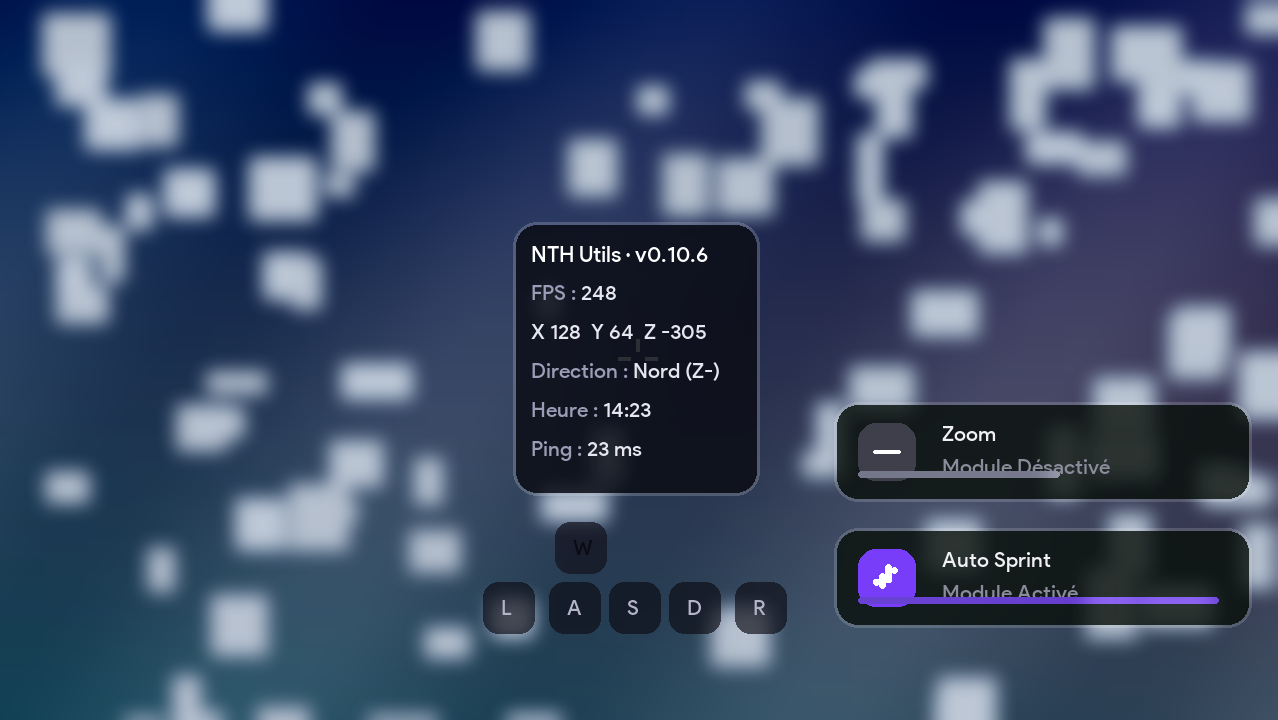 NTH Utils · v0.10.6
FPS : 248
X 128 Y 64 Z -305
Direction : Nord (Z-)
Heure : 14:23
Ping : 23 ms
Zoom
Module Désactivé
Auto Sprint
Module Activé
W
L A S D R